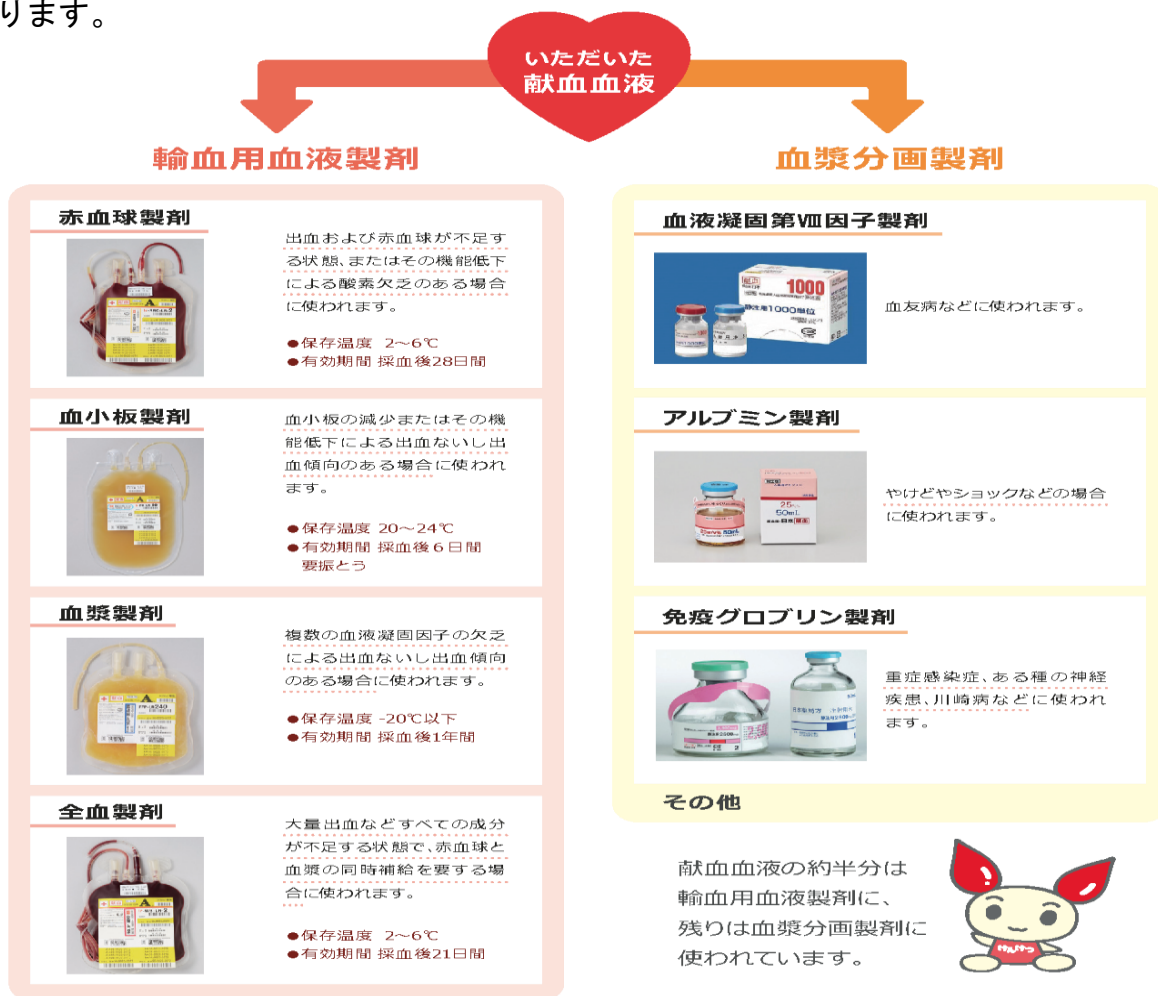 ります。
いただいた
献血血液
輸血用血液製剤
赤血球製剤
出血および赤血球が不足す
る状態、またはその機能低下
による酸素欠乏のある場合
に使われます。
●保存温度 2～6℃
●有効期間 採血後28日間
血小板製剤
血小板の減少またはその機
能低下による出血ないし出
血傾向のある場合に使われ
ます。
●保存温度 20～24℃
●有効期間 採血後6日間
要振とう
血漿製剤
複数の血液凝固因子の欠乏
による出血ないし出血傾向
のある場合に使われます。
●保存温度 -20℃以下
●有効期間 採血後1年間
全血製剤
大量出血などすべての成分
が不足する状態で、赤血球と
血漿の同時補給を要する場
合に使われます。
●保存温度 2～6℃
●有効期間 採血後21日間
血漿分画製剤
血液凝固第Ⅷ因子製剤
1000
1000単位
血友病などに使われます。
アルブミン製剤
25%
50mL
やけどやショックなどの場合
に使われます。
免疫グロブリン製剤
重症感染症、ある種の神経
疾患、川崎病などに使われ
ます。
その他
献血血液の約半分は
輸血用血液製剤に、
残りは血漿分画製剤に
使われています。
けんけつ